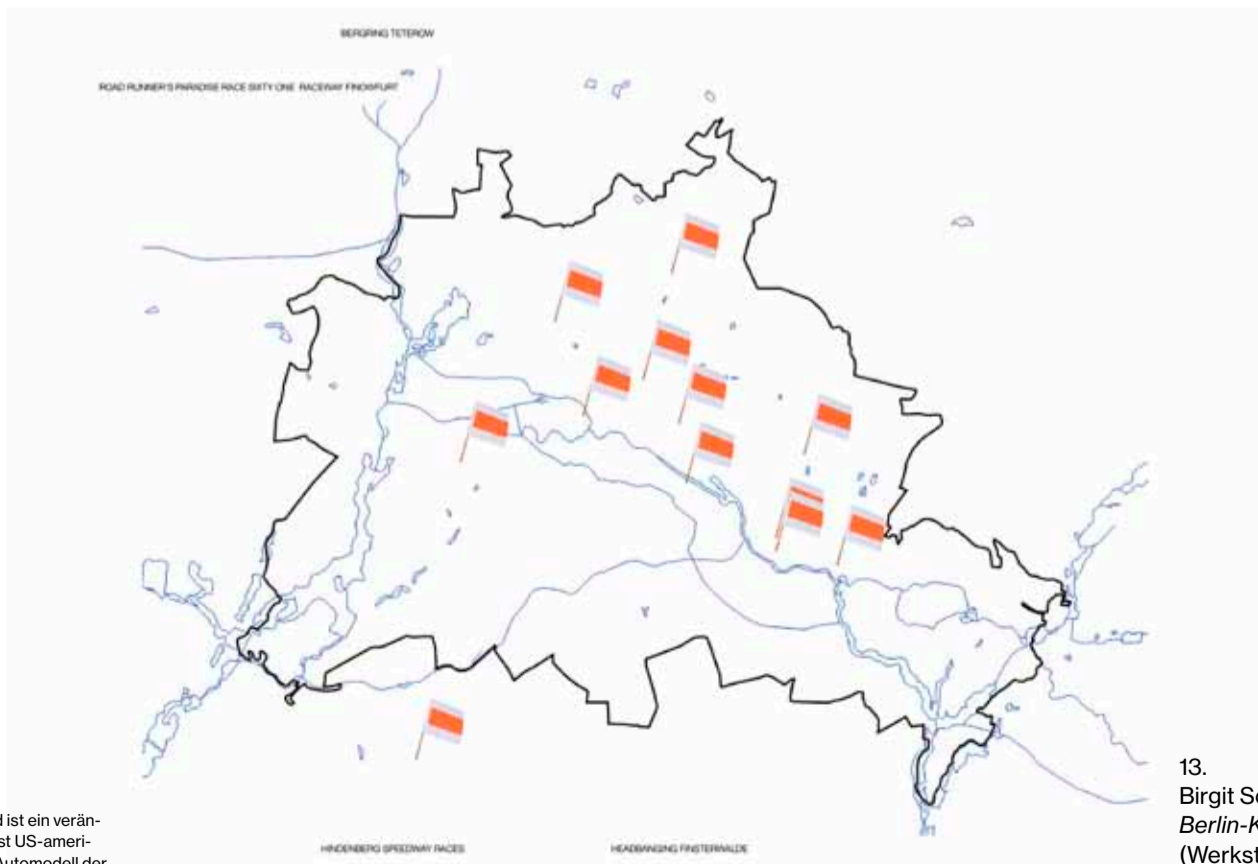 BERGRING TETEROW
ROAD RUNNER'S PARADISE RACE SIXTY ONE RACEWAY FINOWFURT
HINDENBERG SPEEDWAY RACES
HEADBANGING FINSTERWALDE
d ist ein verän-
st US-ameri-
Automodell der
13.
Birgit
Berlin-K
(Werkst